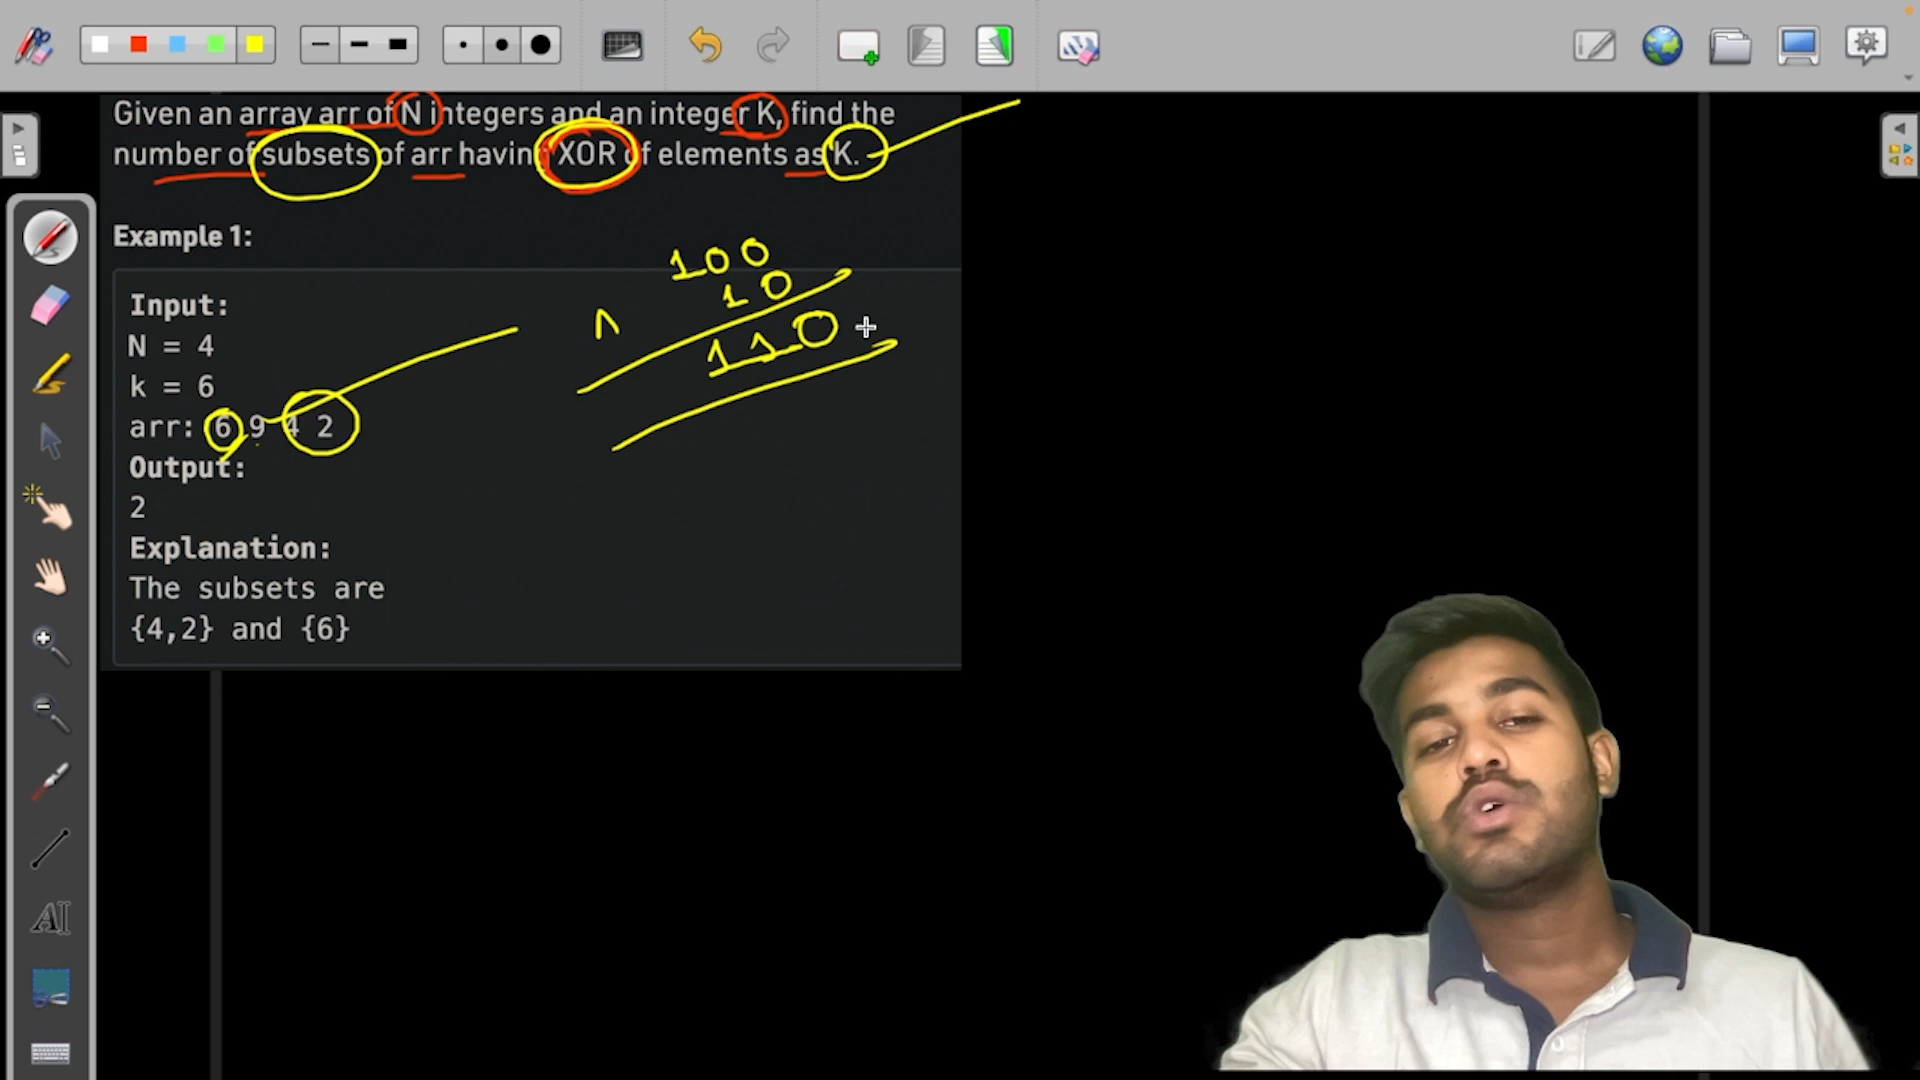 Given an array arr of N integers and an integer K, find the
number of subsets of arr having XOR of elements as K.
Example 1:
Input:
N = 4
k = 6
arr: 6 9 4 2
Output:
2
Explanation:
The subsets are
{4,2} and {6}
100
^ 10
110
AI